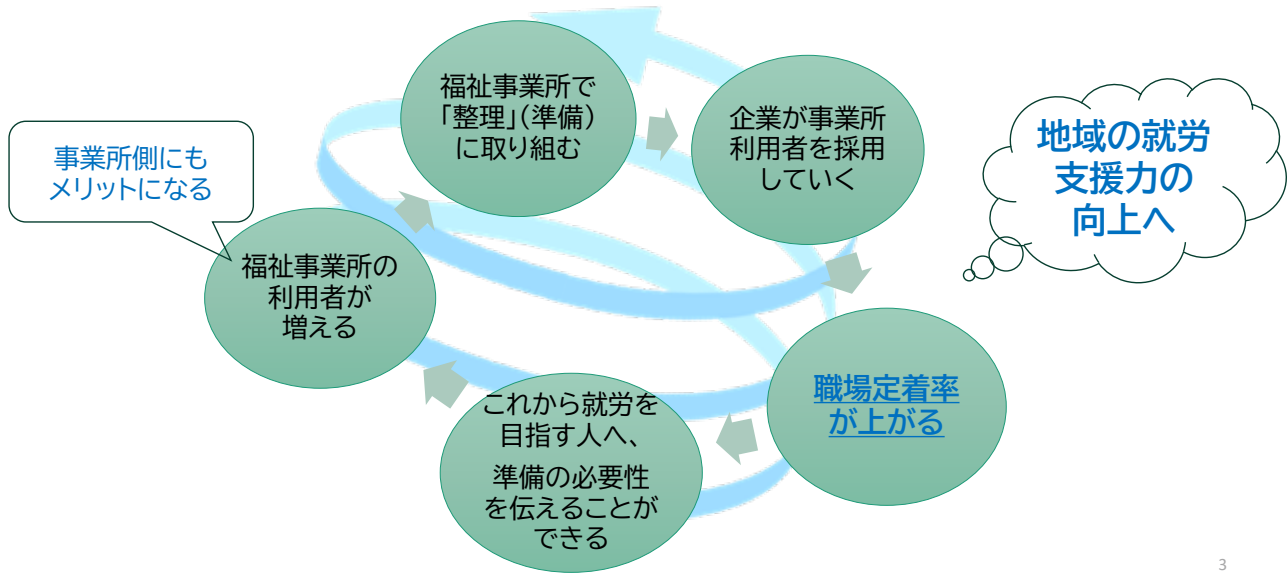 福祉事業所で
「整理」(準備)
に取り組む
企業が事業所
利用者を採用
していく
地域の就労
支援力の
向上へ
事業所側にも
メリットになる
福祉事業所の
利用者が
増える
職場定着率
が上がる
これから就労を
目指す人へ、
準備の必要性
を伝えることが
できる
3